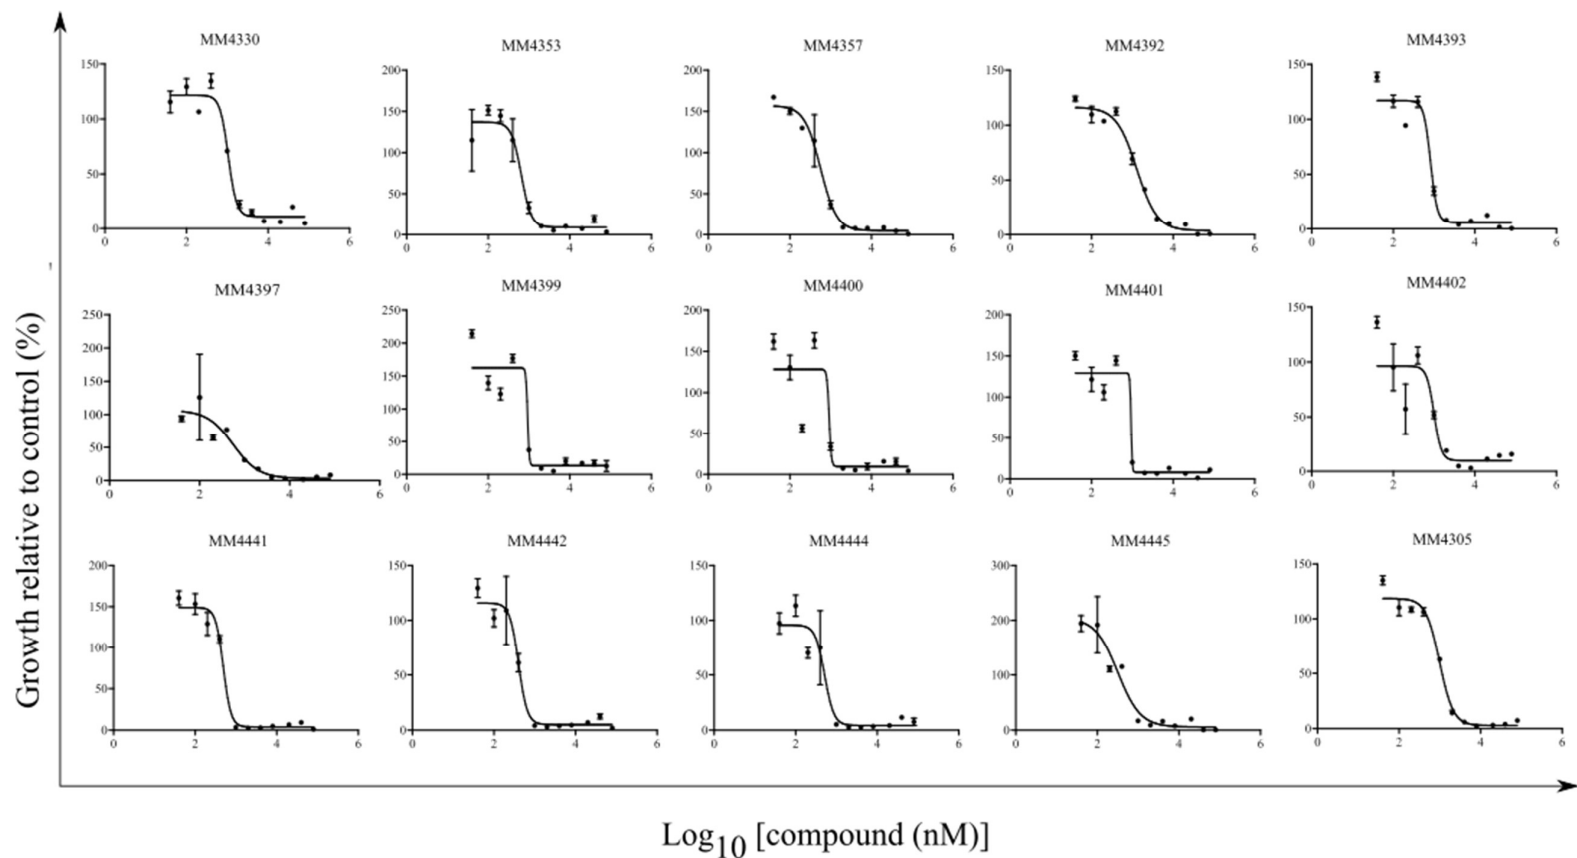 MM4330 MM4353 MM4357 MM4392 MM4393
150 200 200 150 150
100 150 150 100 100
50 100 100 50 50
0 50 50 0 0
0 0
0 2 4 6 0 2 4 6 0 2 4 6 0 2 4 6 0 2 4 6
MM4397 MM4399 MM4400 MM4401 MM4402
250 200 200 200 150
200 150 150 150 100
150 100 100 100 50
100 50 50 50 0
50 0 0 0
0
0 2 4 6 0 2 4 6 0 2 4 6 0 2 4 6 0 2 4 6
MM4441 MM4442 MM4444 MM4445 MM4305
200 150 150 300 150
150 100 100 200 100
100 50 50 100 50
50 0 0 0 0
0
0 2 4 6 0 2 4 6 0 2 4 6 0 2 4 6 0 2 4 6
Growth relative to control (%)
Log10 [compound (nM)]